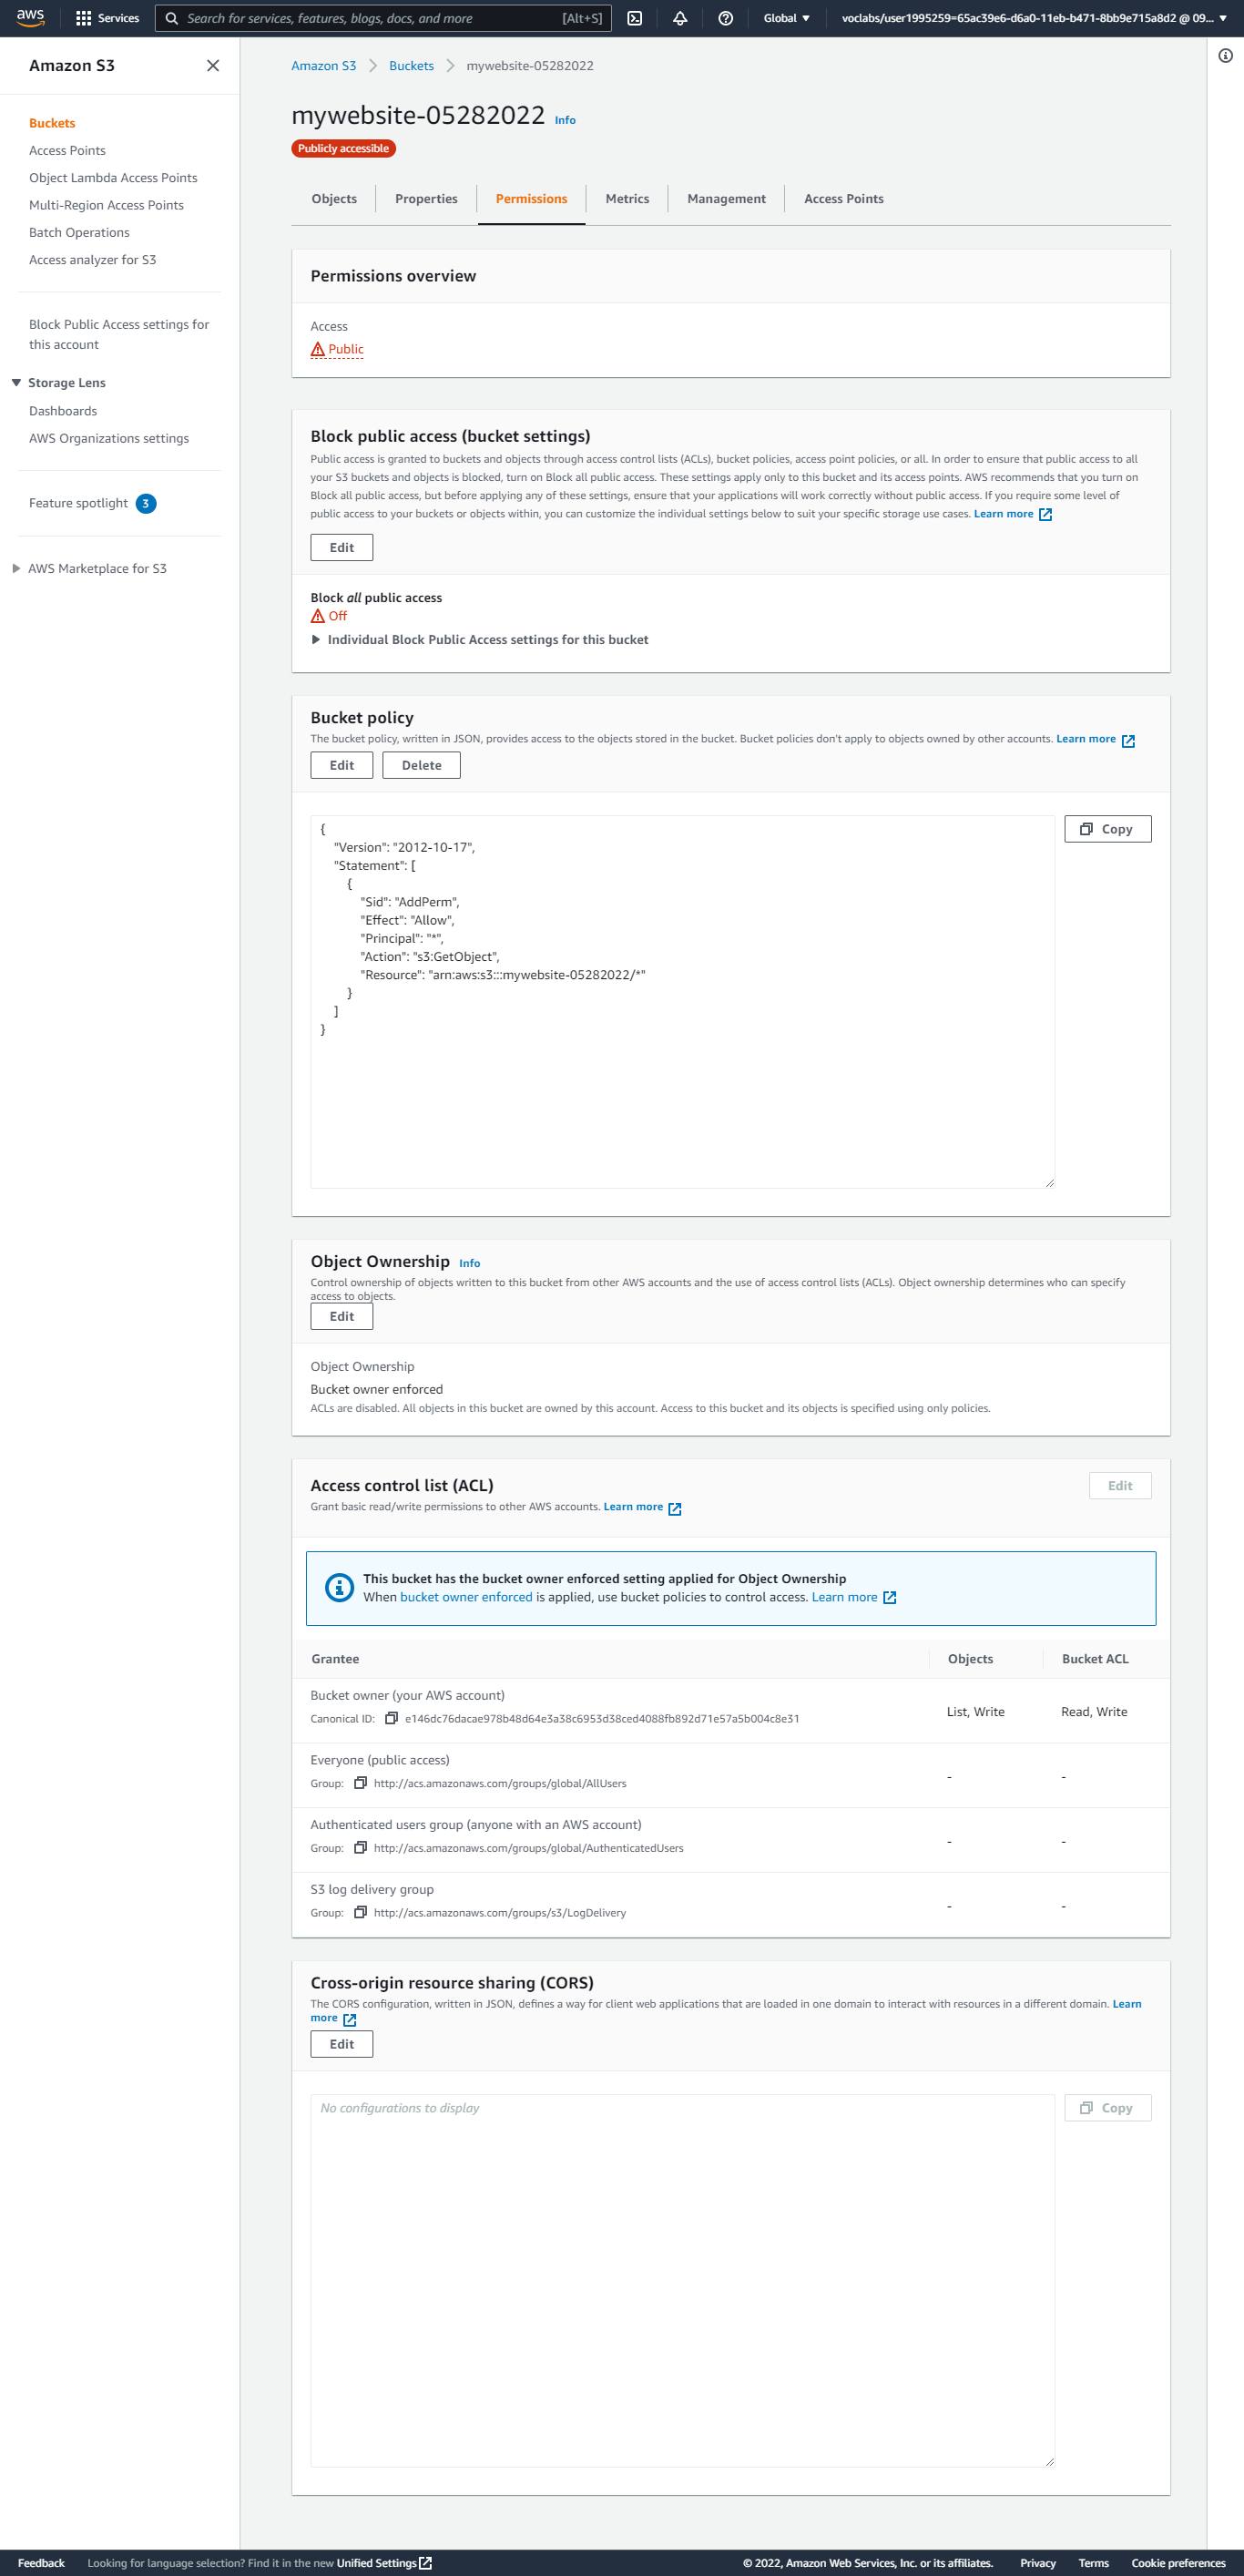 aws Services Search for services, features, blogs, docs, and more [Alt+S] Global voclabs/user1995259=65ac39e6-d6a0-11eb-b471-8bb9e715a8d2 @ 09...
Amazon S3
Buckets
Access Points
Object Lambda Access Points
Multi-Region Access Points
Batch Operations
Access analyzer for S3
Block Public Access settings for
this account
Storage Lens
Dashboards
AWS Organizations settings
Feature spotlight 3
AWS Marketplace for S3
Amazon S3 Buckets mywebsite-05282022
mywebsite-05282022 Info
Publicly accessible
Objects Properties Permissions Metrics Management Access Points
Permissions overview
Access
Public
Block public access (bucket settings)
Public access is granted to buckets and objects through access control lists (ACLs), bucket policies, access point policies, or all. In order to ensure that public access to all
your S3 buckets and objects is blocked, turn on Block all public access. These settings apply only to this bucket and its access points. AWS recommends that you turn on
Block all public access, but before applying any of these settings, ensure that your applications will work correctly without public access. If you require some level of
public access to your buckets or objects within, you can customize the individual settings below to suit your specific storage use cases. Learn more
Edit
Block all public access
Off
Individual Block Public Access settings for this bucket
Bucket policy
The bucket policy, written in JSON, provides access to the objects stored in the bucket. Bucket policies don't apply to objects owned by other accounts. Learn more
Edit Delete
Copy
{
"Version": "2012-10-17",
"Statement": [
{
"Sid": "AddPerm",
"Effect": "Allow",
"Principal": "*",
"Action": "s3:GetObject",
"Resource": "arn:aws:s3:::mywebsite-05282022/*"
}
]
}
Object Ownership Info
Control ownership of objects written to this bucket from other AWS accounts and the use of access control lists (ACLs). Object ownership determines who can specify
access to objects.
Edit
Object Ownership
Bucket owner enforced
ACLs are disabled. All objects in this bucket are owned by this account. Access to this bucket and its objects is specified using only policies.
Access control list (ACL)
Edit
Grant basic read/write permissions to other AWS accounts. Learn more
This bucket has the bucket owner enforced setting applied for Object Ownership
When bucket owner enforced is applied, use bucket policies to control access. Learn more
Grantee Objects Bucket ACL
Bucket owner (your AWS account)
Canonical ID: e146dc76dacae978b48d64e3a38c6953d38ced4088fb892d71e57a5b004c8e31
List, Write Read, Write
Everyone (public access)
Group: http://acs.amazonaws.com/groups/global/AllUsers
- -
Authenticated users group (anyone with an AWS account)
Group: http://acs.amazonaws.com/groups/global/AuthenticatedUsers
- -
S3 log delivery group
Group: http://acs.amazonaws.com/groups/s3/LogDelivery
- -
Cross-origin resource sharing (CORS)
The CORS configuration, written in JSON, defines a way for client web applications that are loaded in one domain to interact with resources in a different domain. Learn
more
Edit
No configurations to display
Copy
Feedback Looking for language selection? Find it in the new Unified Settings © 2022, Amazon Web Services, Inc. or its affiliates. Privacy Terms Cookie preferences